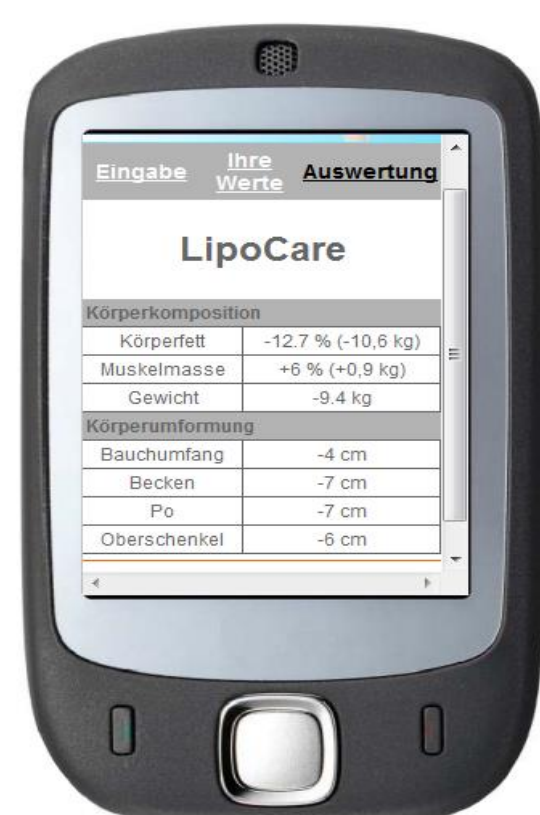 Eingabe Ihre Werte Auswertung
LipoCare
Körperkomposition
Körperfett -12.7 % (-10,6 kg)
Muskelmasse +6 % (+0,9 kg)
Gewicht -9.4 kg
Körperumformung
Bauchumfang -4 cm
Becken -7 cm
Po -7 cm
Oberschenkel -6 cm